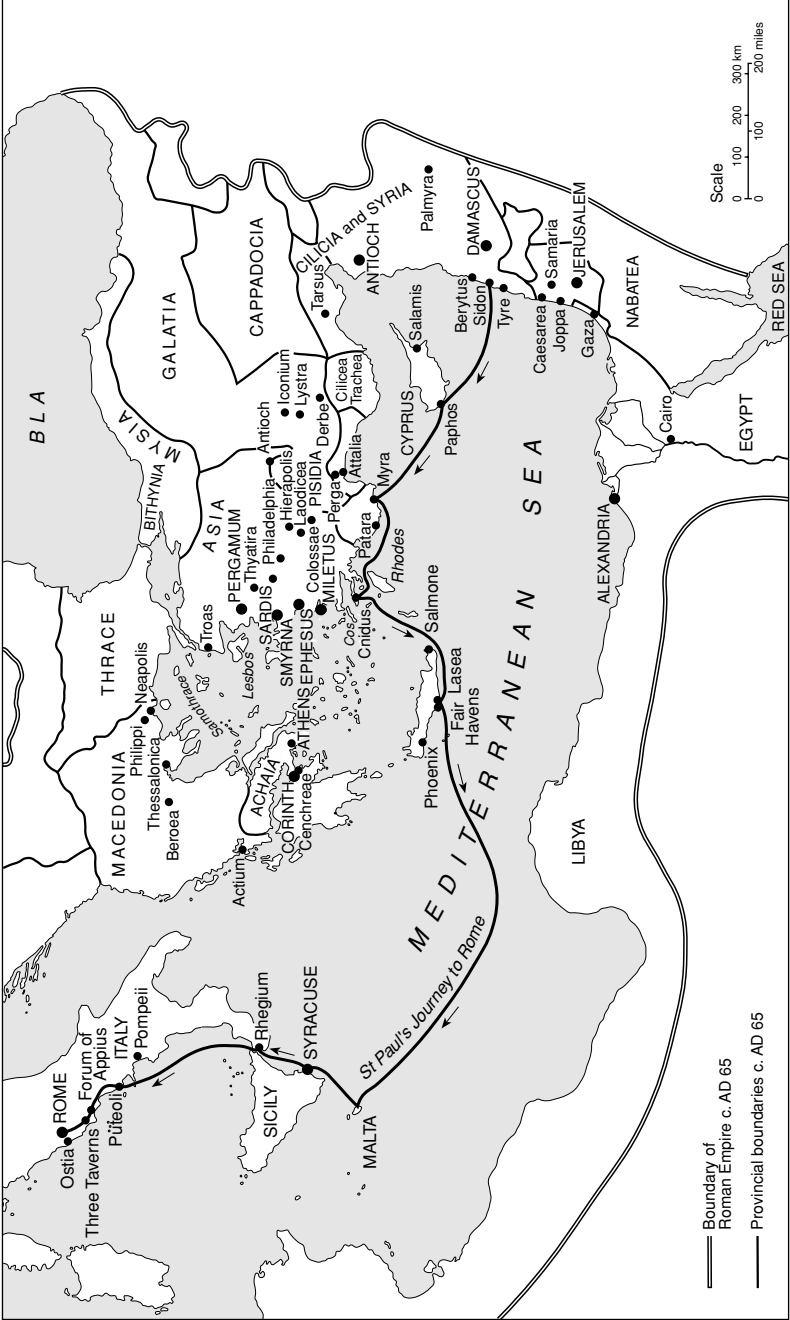 BLA
THRACE
MACEDONIA
Philippi
Neapolis
Thessalonica
Beroea
Samothrace
Troas
Lesbos
BITHYNIA
MYSIA
GALATIA
CAPPADOCIA
ASIA
PERGAMUM
Thyatira
SARDIS
Philadelphia
SMYRNA
EPHESUS
Hierapolis
Laodicea
Colossae
MILETUS
PISIDIA
Antioch
Iconium
Lystra
Derbe
Perga
Attalia
Cilicea
Trachea
Tarsus
CILICIA and SYRIA
ANTIOCH
Palmyra
DAMASCUS
Berytus
Sidon
Tyre
Caesarea
Samaria
Joppa
JERUSALEM
Gaza
NABATEA
RED SEA
Cairo
EGYPT
ALEXANDRIA
LIBYA
Salamis
CYPRUS
Paphos
Myra
Patara
Rhodes
Cos
Cnidus
Salmone
Lasea
Fair
Havens
Phoenix
ACHAIA
ATHENS
CORINTH
Cenchreae
Actium
MEDITERRANEAN SEA
St Paul's Journey to Rome
ROME
Ostia
Forum of
Appius
Three Taverns
ITALY
Puteoli
Pompeii
Rhegium
SYRACUSE
SICILY
MALTA
Scale
0 100 200 300 km
0 100 200 miles
Boundary of
Roman Empire c. AD 65
Provincial boundaries c. AD 65